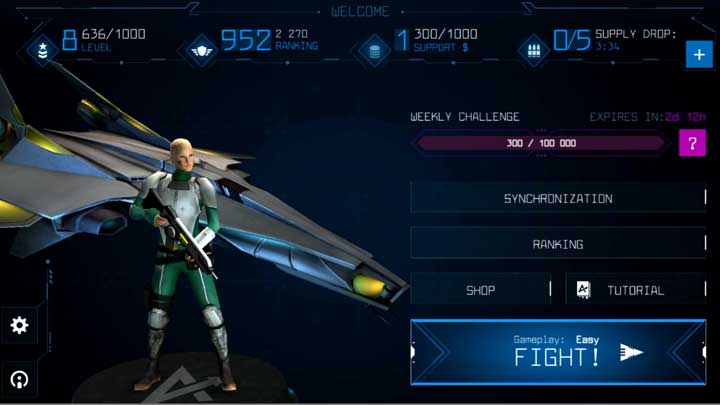 WELCOME
8 636/1000
LEVEL
952 2 270
RANKING
1 300/1000
SUPPORT $
0/5 SUPPLY DROP:
3:34
+
WEEKLY CHALLENGE EXPIRES IN:2d 12h
300 / 100 000
?
SYNCHRONIZATION
RANKING
SHOP
TUTORIAL
Gameplay: Easy
FIGHT!